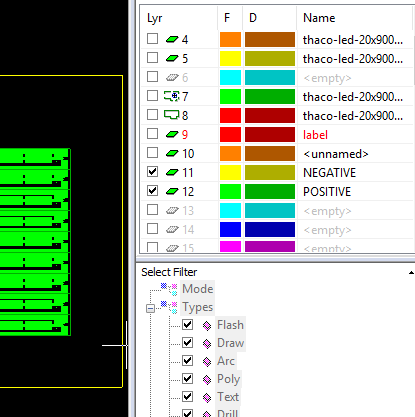 Lyr F D Name
4 thaco-led-20x900...
5 thaco-led-20x900...
6 <empty>
7 thaco-led-20x900...
8 thaco-led-20x900...
9 label
10 <unnamed>
11 NEGATIVE
12 POSITIVE
13 <empty>
14 <empty>
15 <empty>
Select Filter
Mode
Types
Flash
Draw
Arc
Poly
Text
Drill